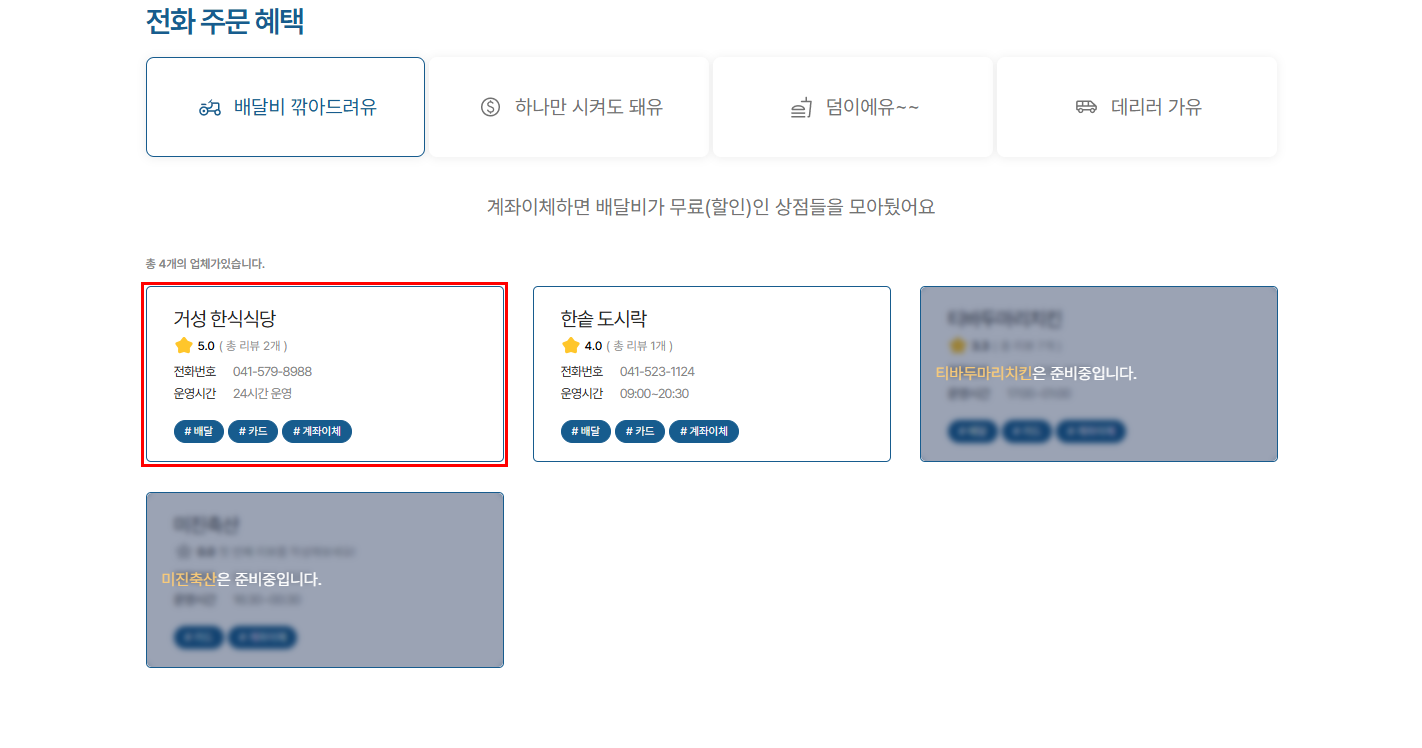 전화 주문 혜택
배달비 깎아드려유
하나만 시켜도 돼유
덤이에유~~
데리러 가유
계좌이체하면 배달비가 무료(할인)인 상점들을 모아뒀어요
총 4개의 업체가있습니다.
거성 한식식당
5.0 ( 총 리뷰 2개 )
전화번호 041-579-8988
운영시간 24시간 운영
# 배달 # 카드 # 계좌이체
한솥 도시락
4.0 ( 총 리뷰 1개 )
전화번호 041-523-1124
운영시간 09:00~20:30
# 배달 # 카드 # 계좌이체
티바두마리치킨은 준비중입니다.
미진축산은 준비중입니다.